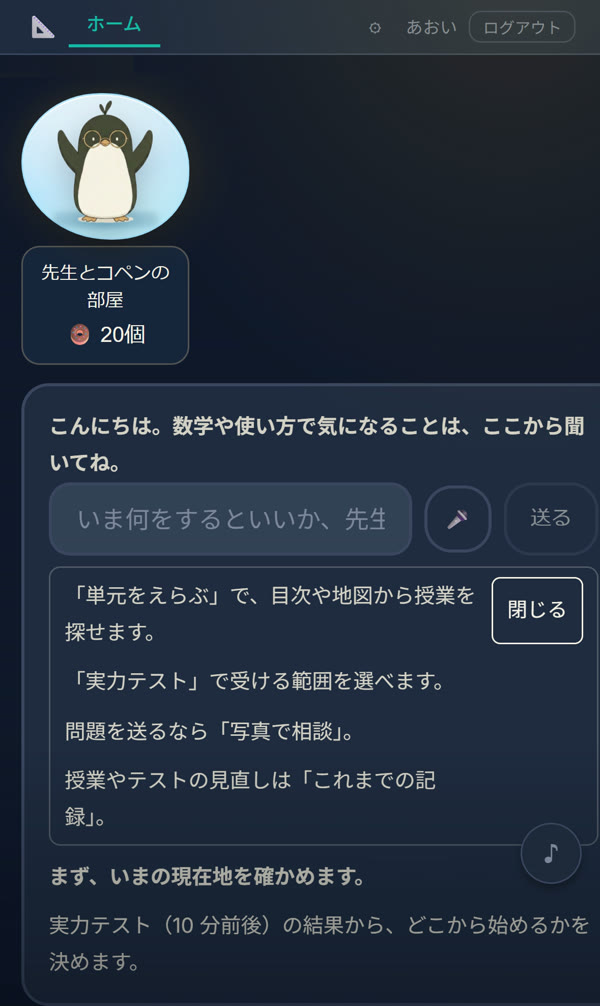 ホーム
あおい
ログアウト
先生とコペンの
部屋
20個
こんにちは。数学や使い方で気になることは、ここから聞
いてね。
いま何をするといいか、先生
送る
「単元をえらぶ」で、目次や地図から授業を
探せます。
閉じる
「実力テスト」で受ける範囲を選べます。
問題を送るなら「写真で相談」。
授業やテストの見直しは「これまでの記
録」。
まず、いまの現在地を確かめます。
実力テスト（10 分前後）の結果から、どこから始めるかを
決めます。